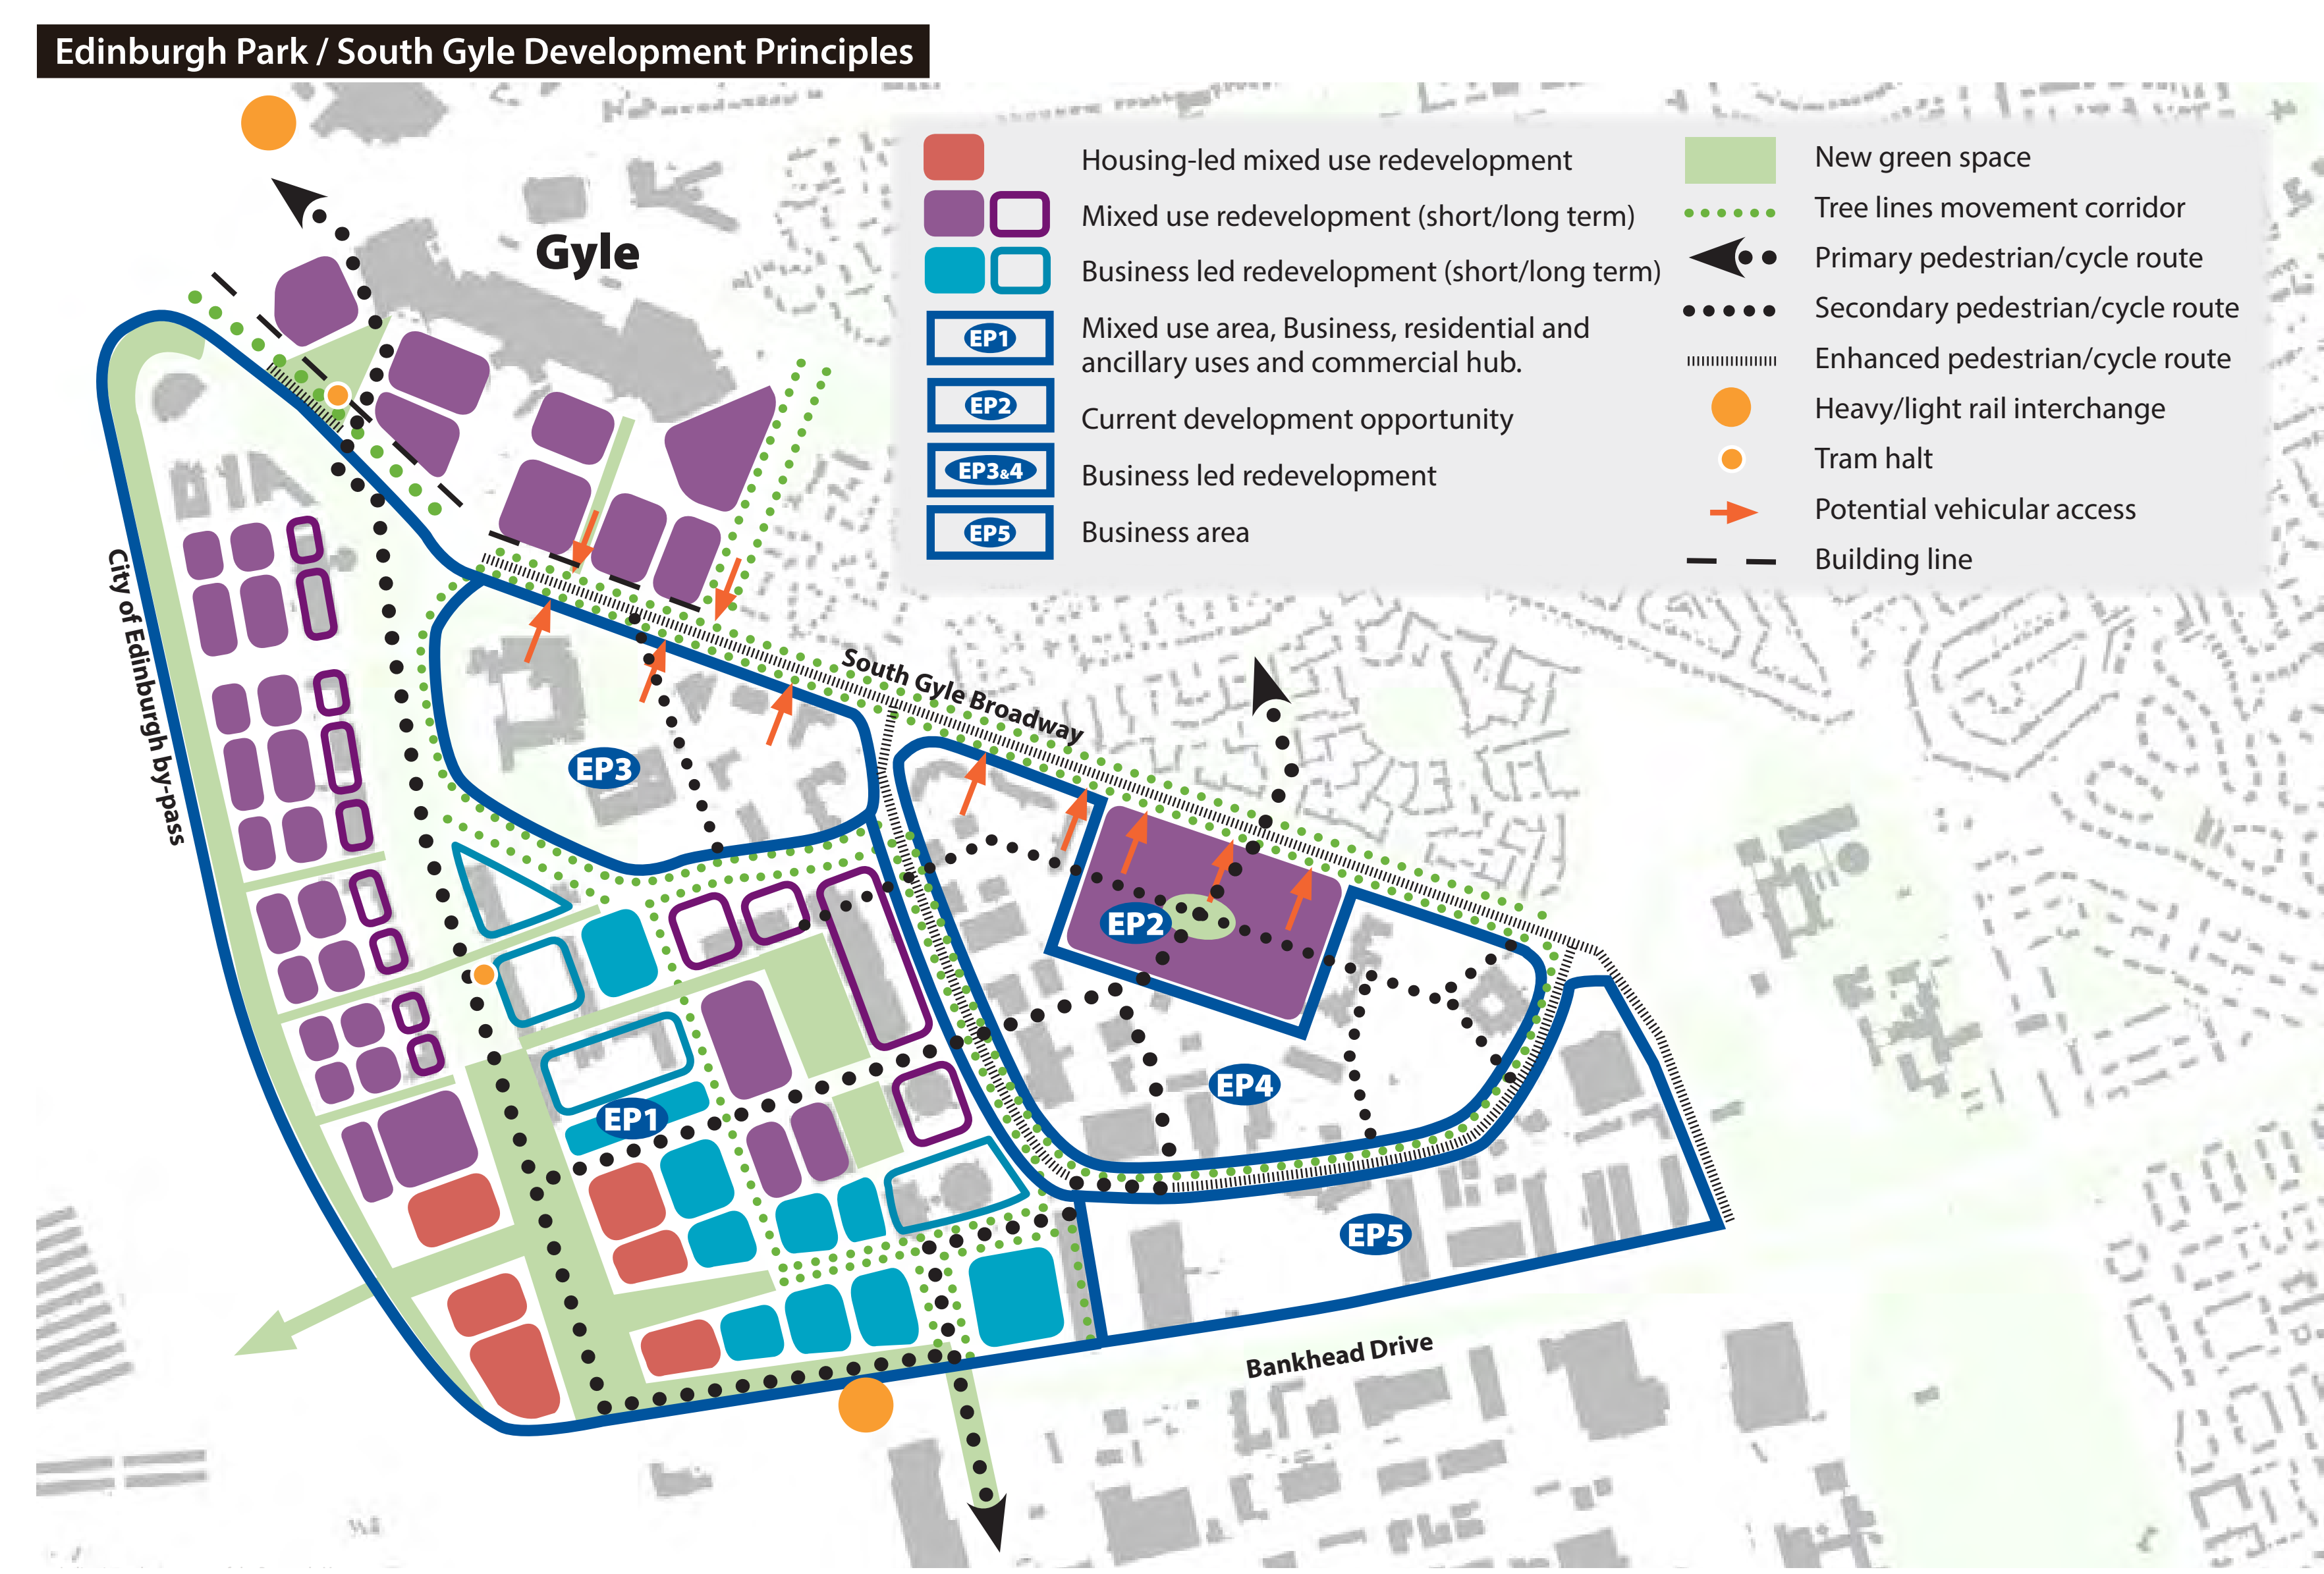 Edinburgh Park / South Gyle Development Principles
Gyle
Housing-led mixed use redevelopment
Mixed use redevelopment (short/long term)
Business led redevelopment (short/long term)
EP1
Mixed use area, Business, residential and
ancillary uses and commercial hub.
EP2
Current development opportunity
EP3&4
Business led redevelopment
EP5
Business area
New green space
Tree lines movement corridor
Primary pedestrian/cycle route
Secondary pedestrian/cycle route
Enhanced pedestrian/cycle route
Heavy/light rail interchange
Tram halt
Potential vehicular access
Building line
City of Edinburgh by-pass
South Gyle Broadway
EP3
EP2
EP4
EP1
EP5
Bankhead Drive